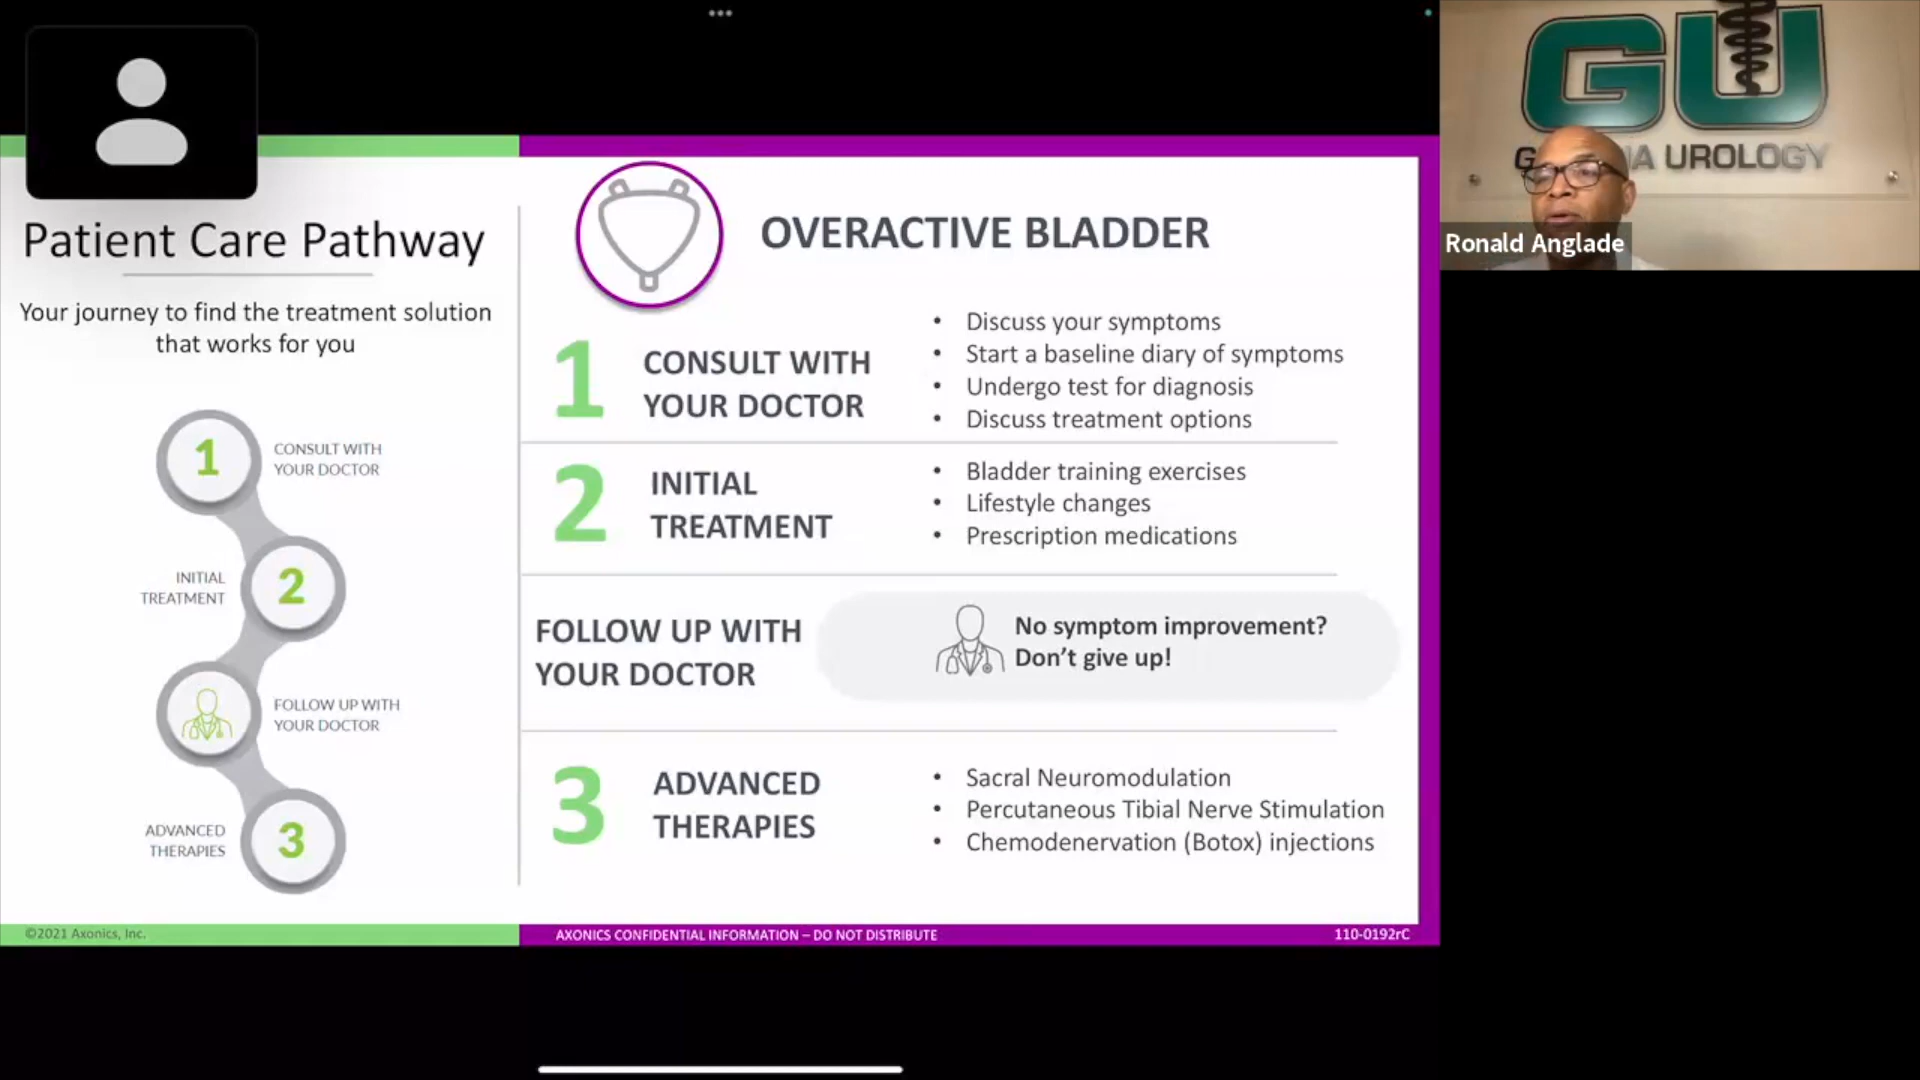 Patient Care Pathway
Your journey to find the treatment solution
that works for you
1
CONSULT WITH
YOUR DOCTOR
INITIAL
TREATMENT
2
FOLLOW UP WITH
YOUR DOCTOR
ADVANCED
THERAPIES
3
©2021 Axonics, Inc.
OVERACTIVE BLADDER
1
CONSULT WITH
YOUR DOCTOR
• Discuss your symptoms
• Start a baseline diary of symptoms
• Undergo test for diagnosis
• Discuss treatment options
2
INITIAL
TREATMENT
• Bladder training exercises
• Lifestyle changes
• Prescription medications
FOLLOW UP WITH
YOUR DOCTOR
No symptom improvement?
Don't give up!
3
ADVANCED
THERAPIES
• Sacral Neuromodulation
• Percutaneous Tibial Nerve Stimulation
• Chemodenervation (Botox) injections
AXONICS CONFIDENTIAL INFORMATION – DO NOT DISTRIBUTE
110-0192rC
GU
UROLOGY
Ronald Anglade